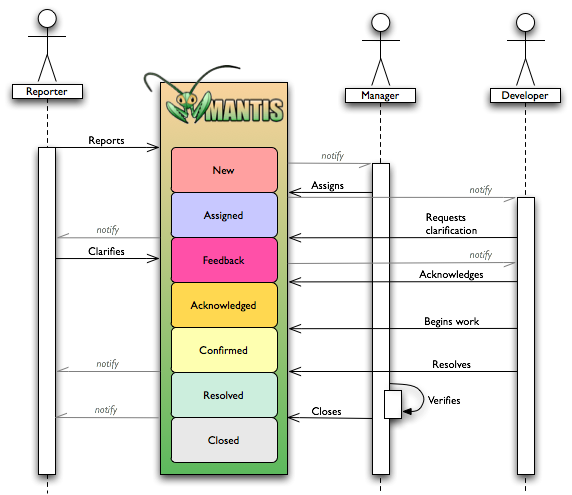 Reporter
Manager
Developer
MANTIS
Reports
notify
New
Assigns
notify
Assigned
Requests
clarification
notify
Clarifies
Feedback
notify
Acknowledges
Acknowledged
Begins work
Confirmed
notify
Resolves
Resolved
Verifies
notify
Closes
Closed